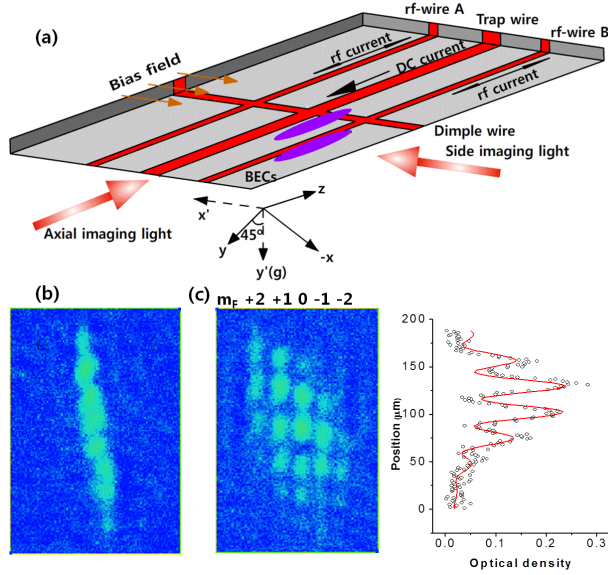 (a)
rf-wire A
Trap wire
rf-wire B
rf current
DC current
rf current
Bias field
Dimple wire
Side imaging light
BECs
Axial imaging light
z
x'
y
45º
-x
y'(g)
(b)
(c)
m_F +2 +1 0 -1 -2
200
150
100
50
0
Position (μm)
0.0 0.1 0.2 0.3
Optical density